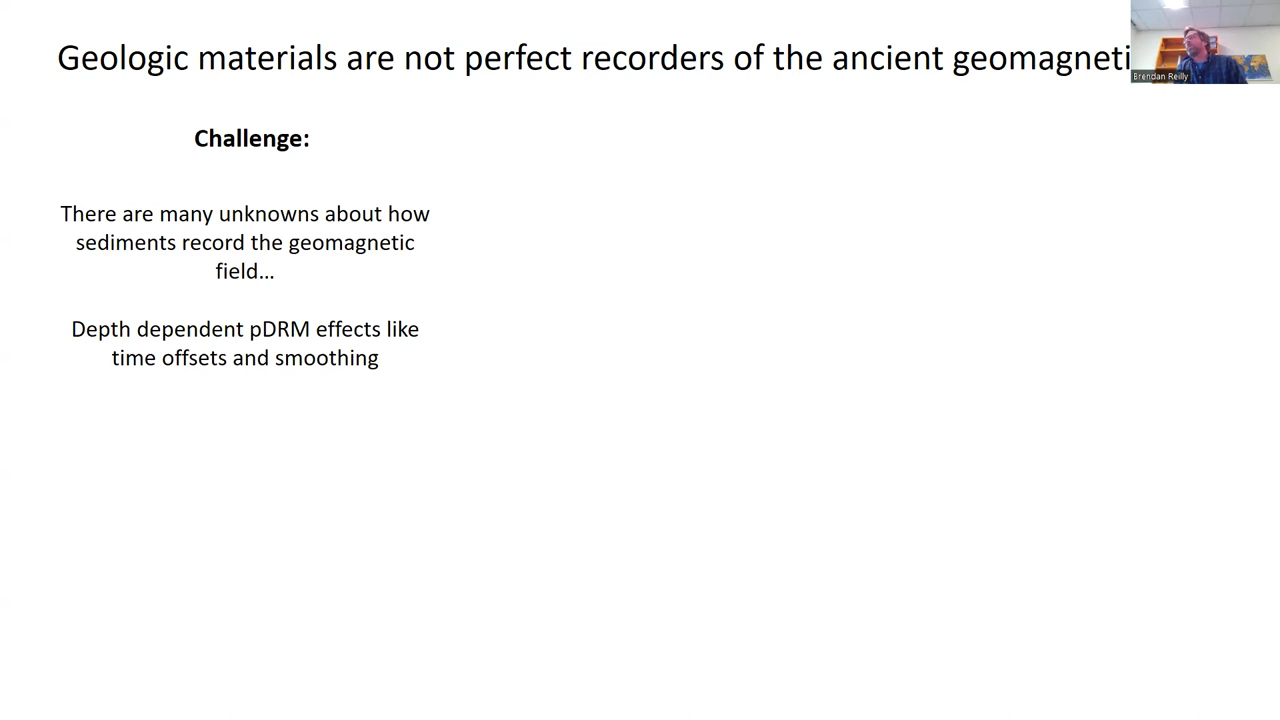 Geologic materials are not perfect recorders of the ancient geomagneti
Brendan Reilly
Challenge:
There are many unknowns about how
sediments record the geomagnetic
field...
Depth dependent pDRM effects like
time offsets and smoothing